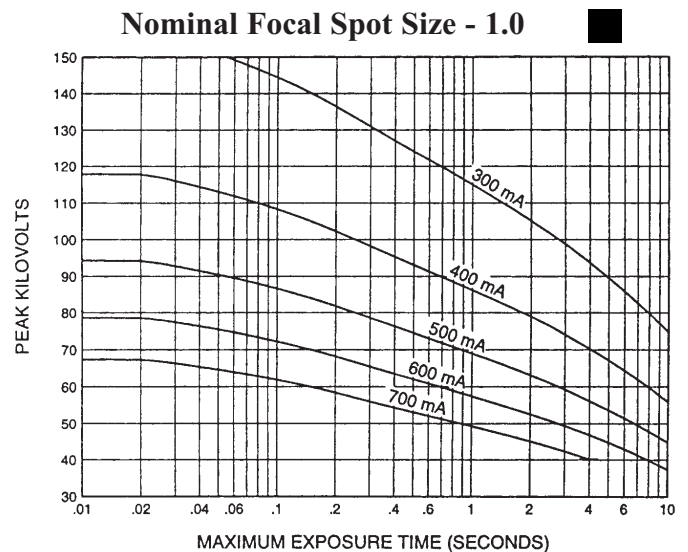 Nominal Focal Spot Size - 1.0
150
140
130
120
110
100
90
80
70
60
50
40
30
PEAK KILOVOLTS
300 mA
400 mA
500 mA
600 mA
700 mA
.01 .02 .04 .06 .1 .2 .4 .6 1 2 4 6 10
MAXIMUM EXPOSURE TIME (SECONDS)